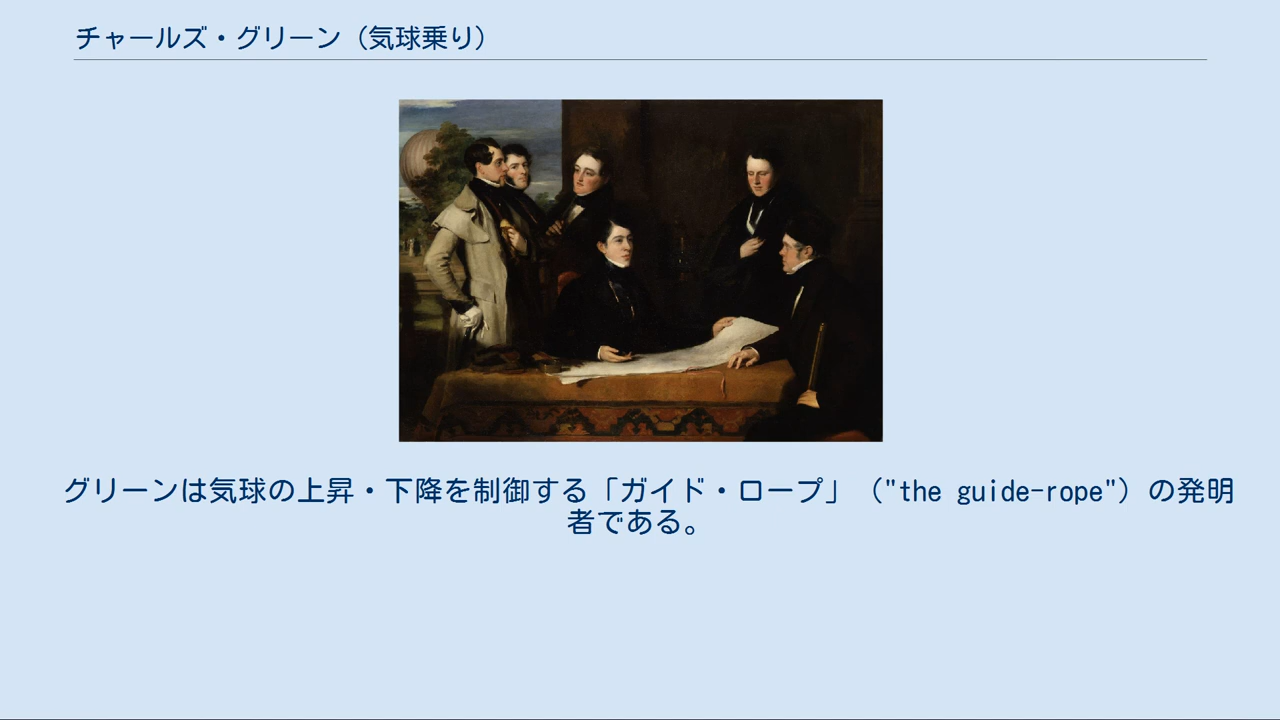 チャールズ・グリーン（気球乗り）
グリーンは気球の上昇・下降を制御する「ガイド・ロープ」（"the guide-rope"）の発明
者である。